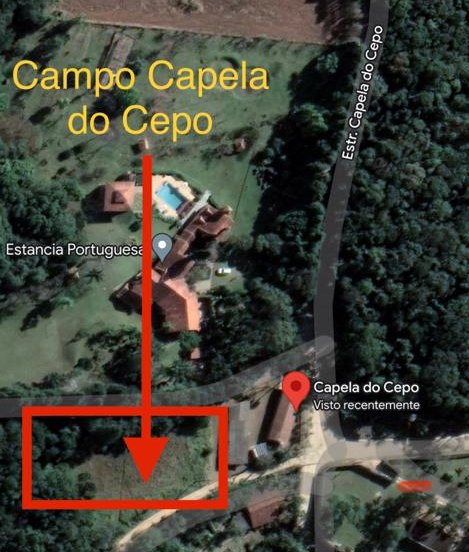 Campo Capela
do Cepo
Estr. Capela do Cepo
Estancia Portuguesa
Capela do Cepo
Visto recentemente